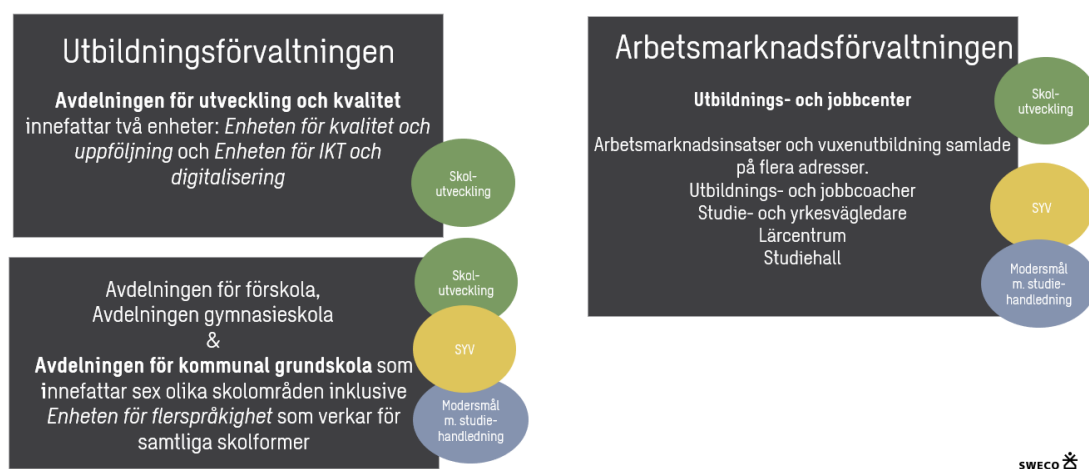 Utbildningsförvaltningen
Avdelningen för utveckling och kvalitet
innefattar två enheter: Enheten för kvalitet och
uppföljning och Enheten för IKT och
digitalisering
Skol-
utveckling
Avdelningen för förskola,
Avdelningen gymnasieskola
&
Avdelningen för kommunal grundskola som
innefattar sex olika skolområden inklusive
Enheten för flerspråkighet som verkar för
samtliga skolformer
Skol-
utveckling
SYV
Modersmål
m. studie-
handledning
Arbetsmarknadsförvaltningen
Utbildnings- och jobbcenter
Arbetsmarknadsinsatser och vuxenutbildning samlade
på flera adresser.
Utbildnings- och jobbcoacher
Studie- och yrkesvägledare
Lärcentrum
Studiehall
Skol-
utveckling
SYV
Modersmål
m. studie-
handledning
SWECO